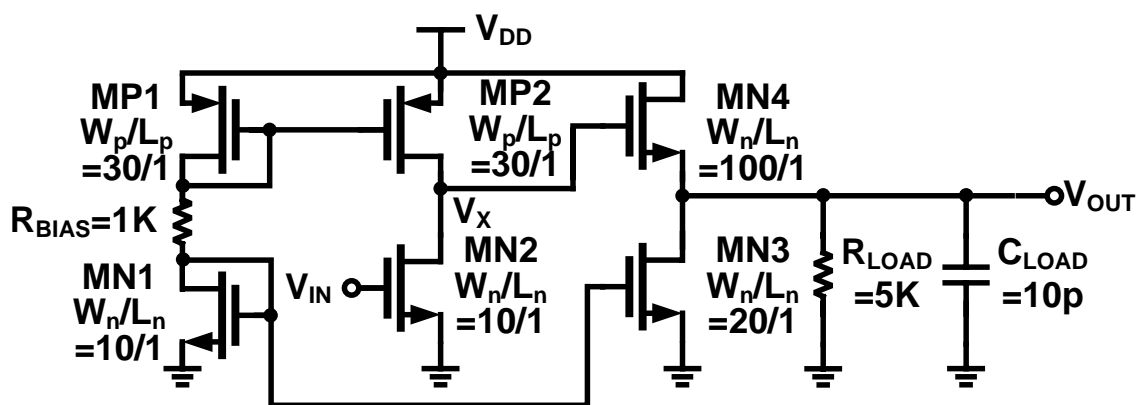 V_DD
MP1
W_p/L_p
=30/1
MP2
W_p/L_p
=30/1
MN4
W_n/L_n
=100/1
R_BIAS=1K
V_X
V_OUT
MN1
W_n/L_n
=10/1
V_IN
MN2
W_n/L_n
=10/1
MN3
W_n/L_n
=20/1
R_LOAD
=5K
C_LOAD
=10p